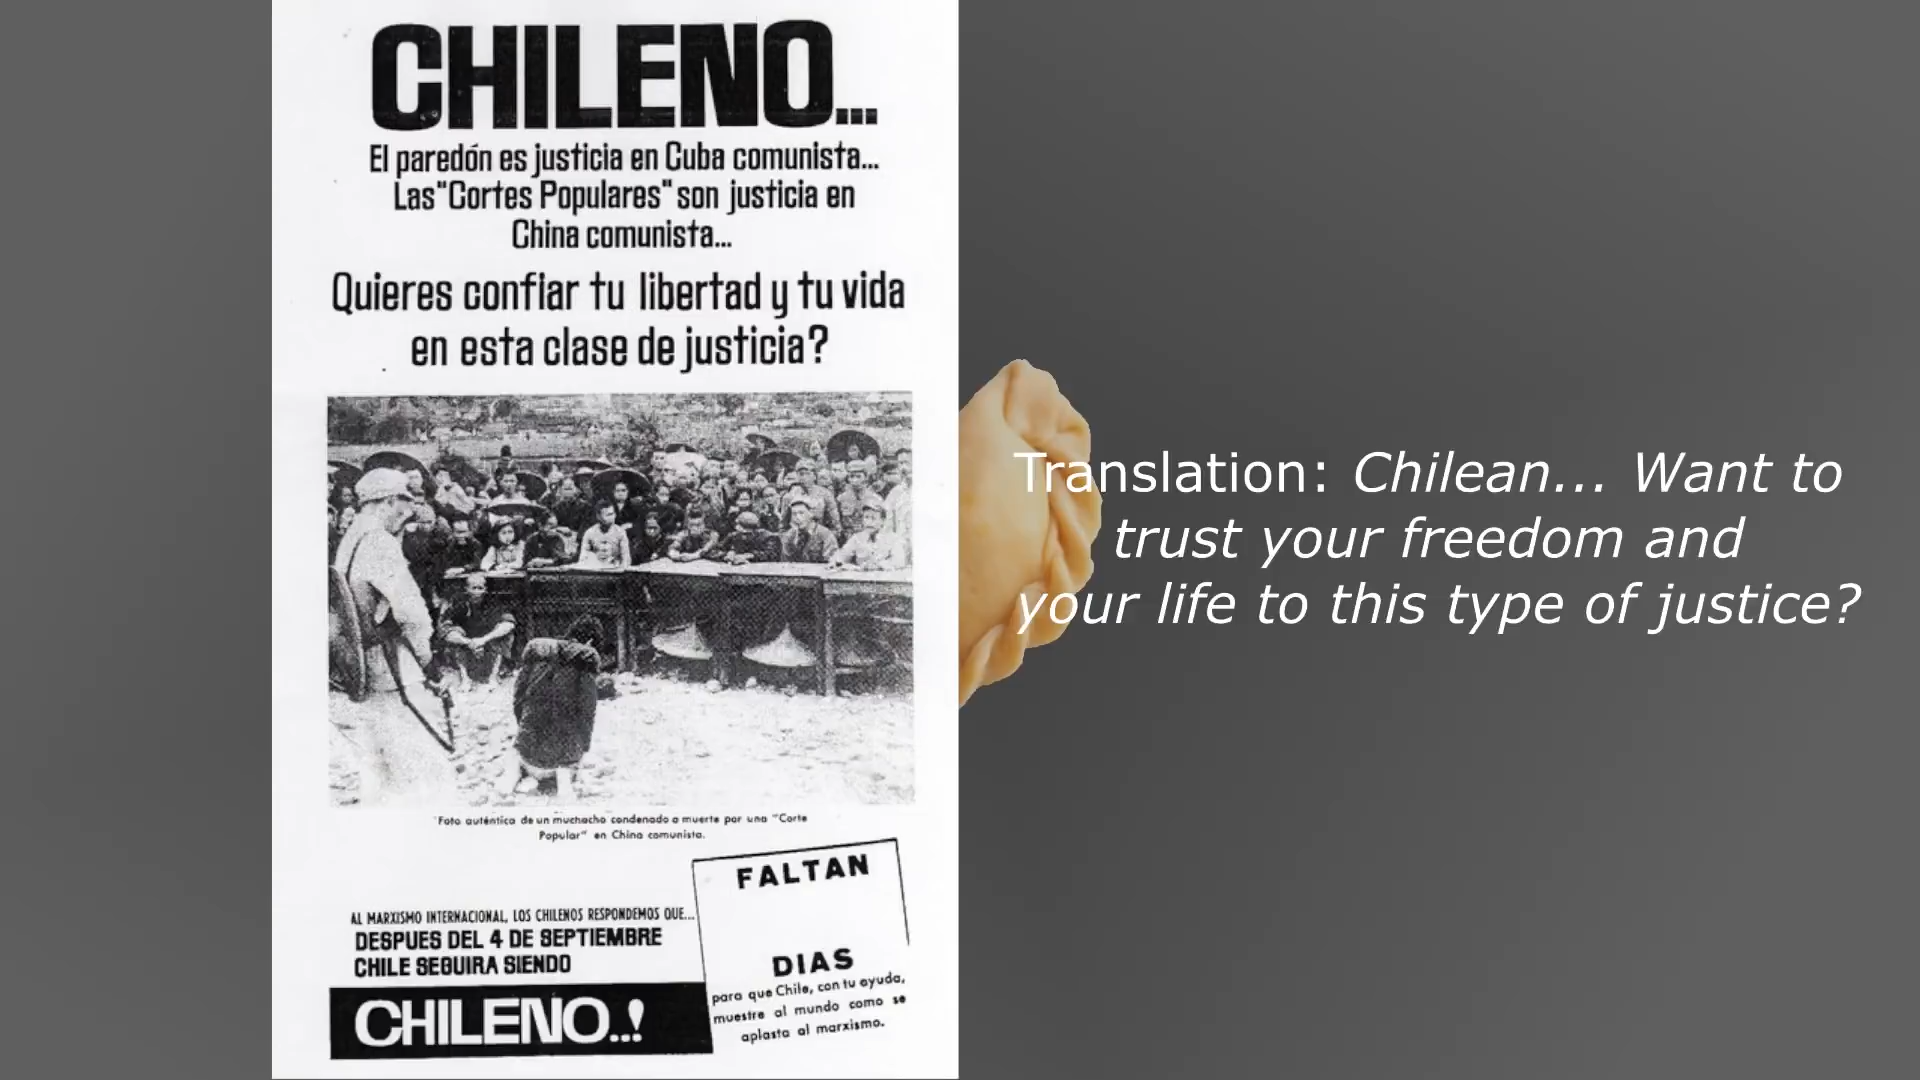 CHILENO...
El paredón es justicia en Cuba comunista...
Las "Cortes Populares" son justicia en
China comunista...
Quieres confiar tu libertad y tu vida
en esta clase de justicia?
Foto auténtica de un muchacho condenado a muerte por una "Corte
Popular" en China comunista.
AL MARXISMO INTERNACIONAL, LOS CHILENOS RESPONDEMOS QUE...
DESPUES DEL 4 DE SEPTIEMBRE
CHILE SEGUIRA SIENDO
CHILENO..!
FALTAN
DIAS
para que Chile, con tu ayuda,
muestre al mundo como se
aplasta al marxismo.
Translation: Chilean... Want to
trust your freedom and
your life to this type of justice?